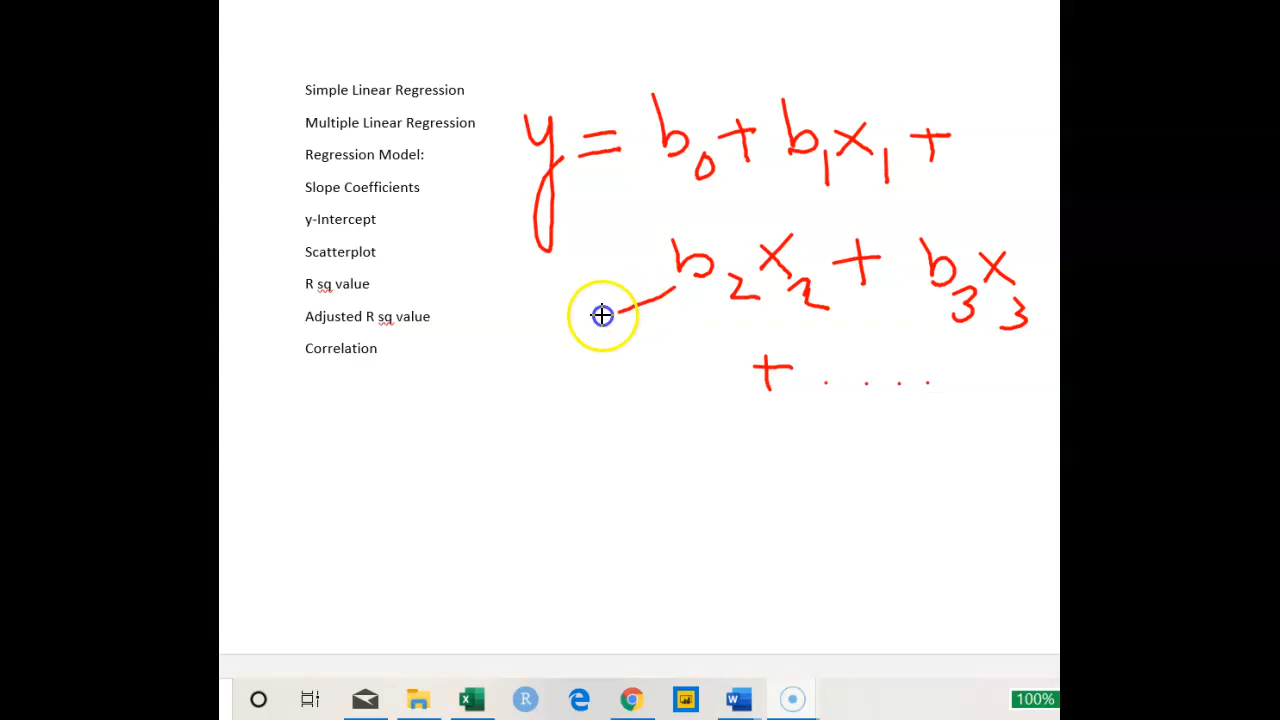 Simple Linear Regression
Multiple Linear Regression
Regression Model:
Slope Coefficients
y-Intercept
Scatterplot
R sq value
Adjusted R sq value
Correlation
y = b₀ + b₁x₁ +
b₂x₂ + b₃x₃
+ .....
R
100%